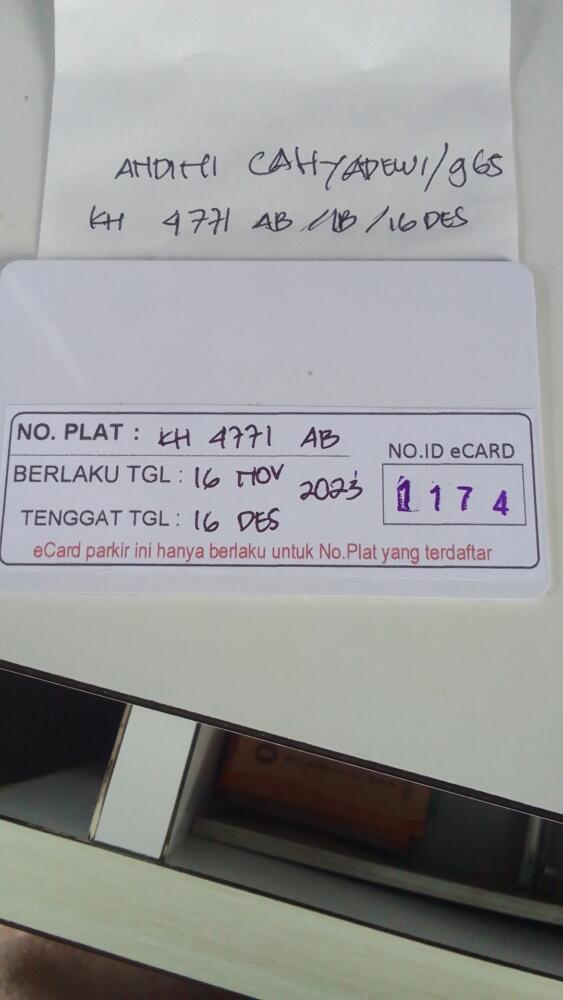 ANDINI CAHYADEWI/965
KH 4771 AB /1B /16 DES
NO. PLAT : KH 4771 AB
NO.ID eCARD
BERLAKU TGL : 16 NOV 2023
1174
TENGGAT TGL : 16 DES
eCard parkir ini hanya berlaku untuk No.Plat yang terdaftar